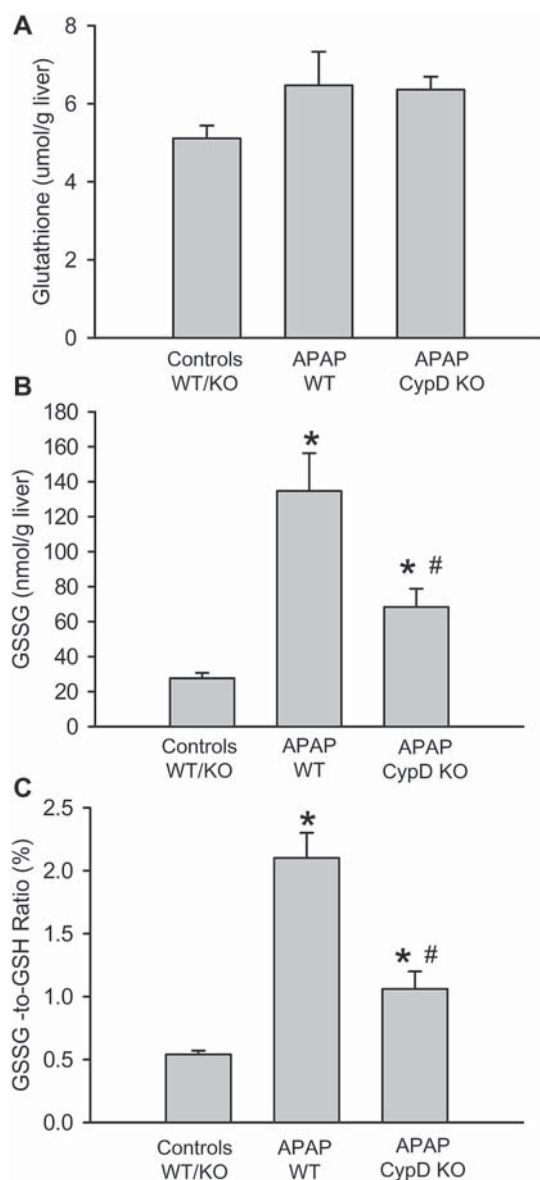 A
Glutathione (umol/g liver)
8
6
4
2
0
Controls
WT/KO
APAP
WT
APAP
CypD KO
B
GSSG (nmol/g liver)
180
160
140
120
100
80
60
40
20
0
*
* #
Controls
WT/KO
APAP
WT
APAP
CypD KO
C
GSSG -to-GSH Ratio (%)
2.5
2.0
1.5
1.0
0.5
0.0
*
* #
Controls
WT/KO
APAP
WT
APAP
CypD KO